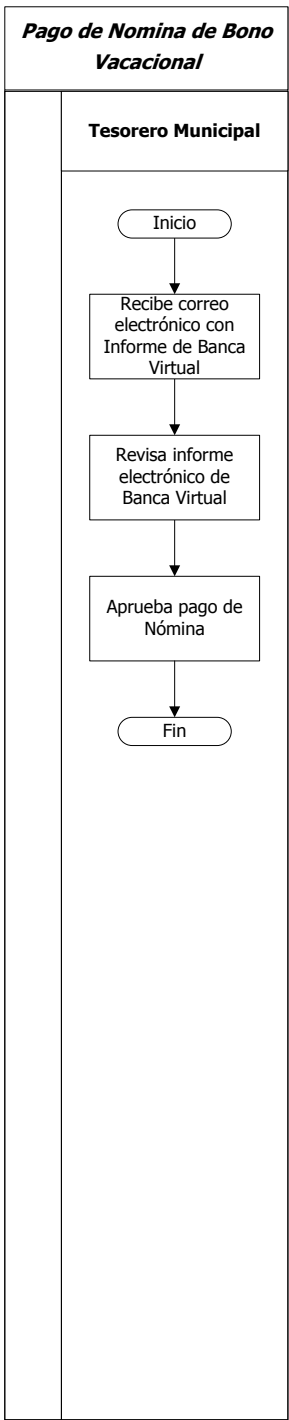 Pago de Nomina de Bono
Vacacional
Tesorero Municipal
Inicio
Recibe correo
electrónico con
Informe de Banca
Virtual
Revisa informe
electrónico de
Banca Virtual
Aprueba pago de
Nómina
Fin